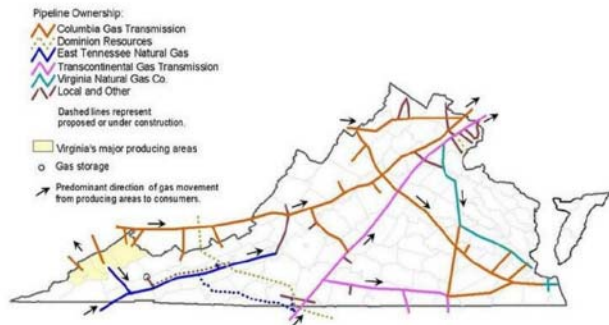 Pipeline Ownership:
Columbia Gas Transmission
Dominion Resources
East Tennessee Natural Gas
Transcontinental Gas Transmission
Virginia Natural Gas Co.
Local and Other
Dashed lines represent
proposed or under construction.
Virginia's major producing areas
Gas storage
Predominant direction of gas movement
from producing areas to consumers.